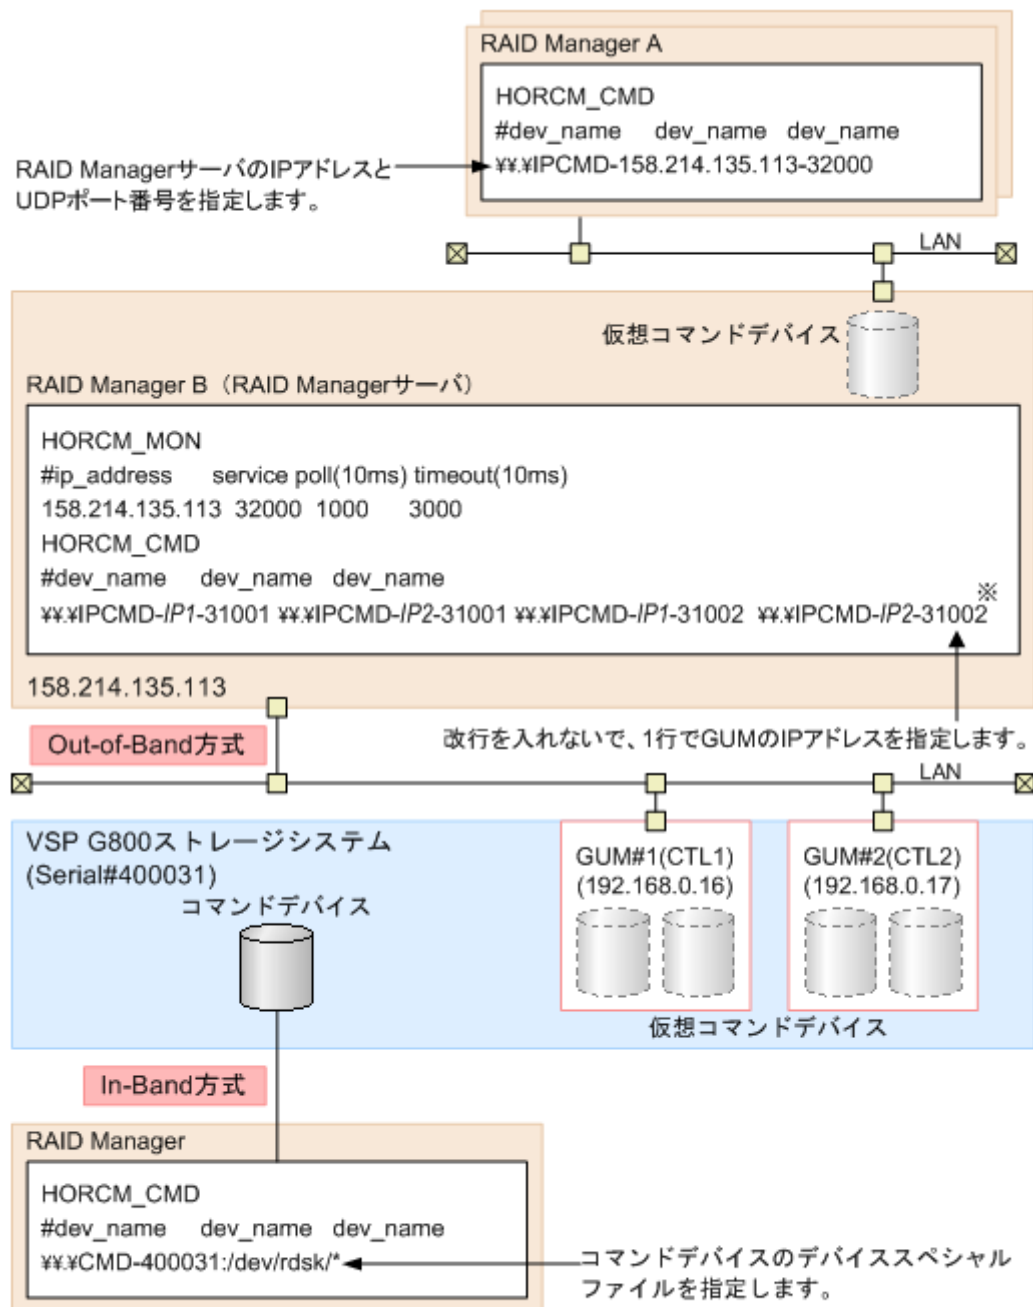 RAID Manager A
HORCM_CMD
#dev_name dev_name dev_name
¥¥.¥IPCMD-158.214.135.113-32000
RAID ManagerサーバのIPアドレスと
UDPポート番号を指定します。
LAN
仮想コマンドデバイス
RAID Manager B（RAID Managerサーバ）
HORCM_MON
#ip_address service poll(10ms) timeout(10ms)
158.214.135.113 32000 1000 3000
HORCM_CMD
#dev_name dev_name dev_name
¥¥.¥IPCMD-IP1-31001 ¥¥.¥IPCMD-IP2-31001 ¥¥.¥IPCMD-IP1-31002 ¥¥.¥IPCMD-IP2-31002※
158.214.135.113
改行を入れないで、1行でGUMのIPアドレスを指定します。
Out-of-Band方式
LAN
VSP G800ストレージシステム
(Serial#400031)
コマンドデバイス
GUM#1(CTL1)
(192.168.0.16)
GUM#2(CTL2)
(192.168.0.17)
仮想コマンドデバイス
In-Band方式
RAID Manager
HORCM_CMD
#dev_name dev_name dev_name
¥¥.¥CMD-400031:/dev/rdsk/*
コマンドデバイスのデバイススペシャル
ファイルを指定します。